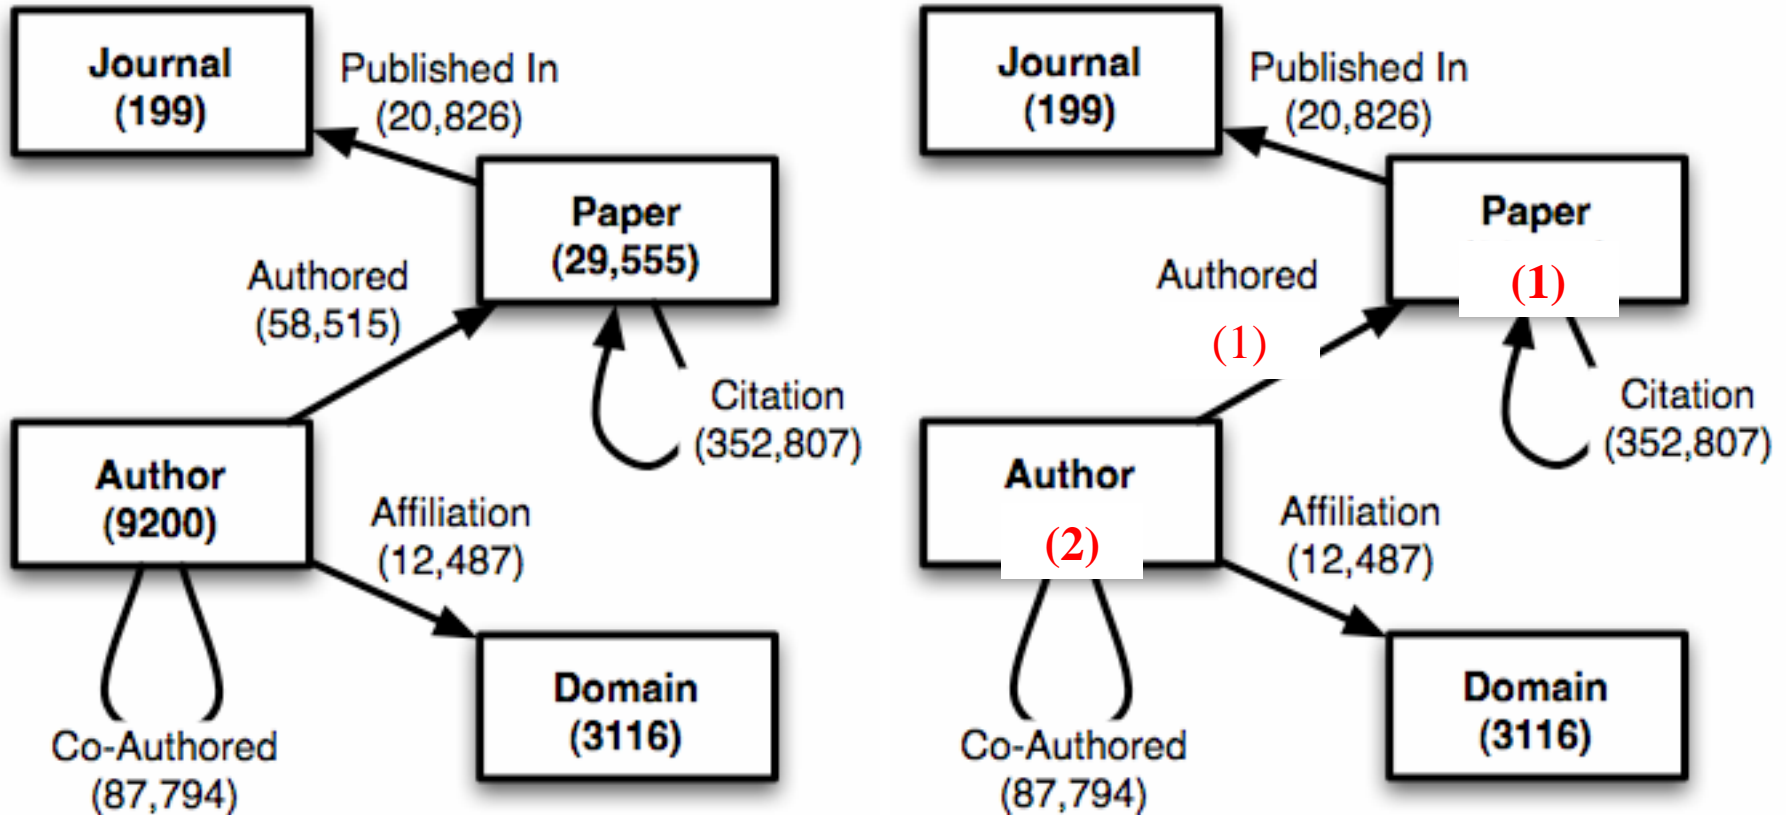 Journal
(199)
Published In
(20,826)
Paper
(29,555)
Authored
(58,515)
Citation
(352,807)
Author
(9200)
Affiliation
(12,487)
Domain
(3116)
Co-Authored
(87,794)
Journal
(199)
Published In
(20,826)
Paper
(1)
Authored
(1)
Citation
(352,807)
Author
(2)
Affiliation
(12,487)
Domain
(3116)
Co-Authored
(87,794)